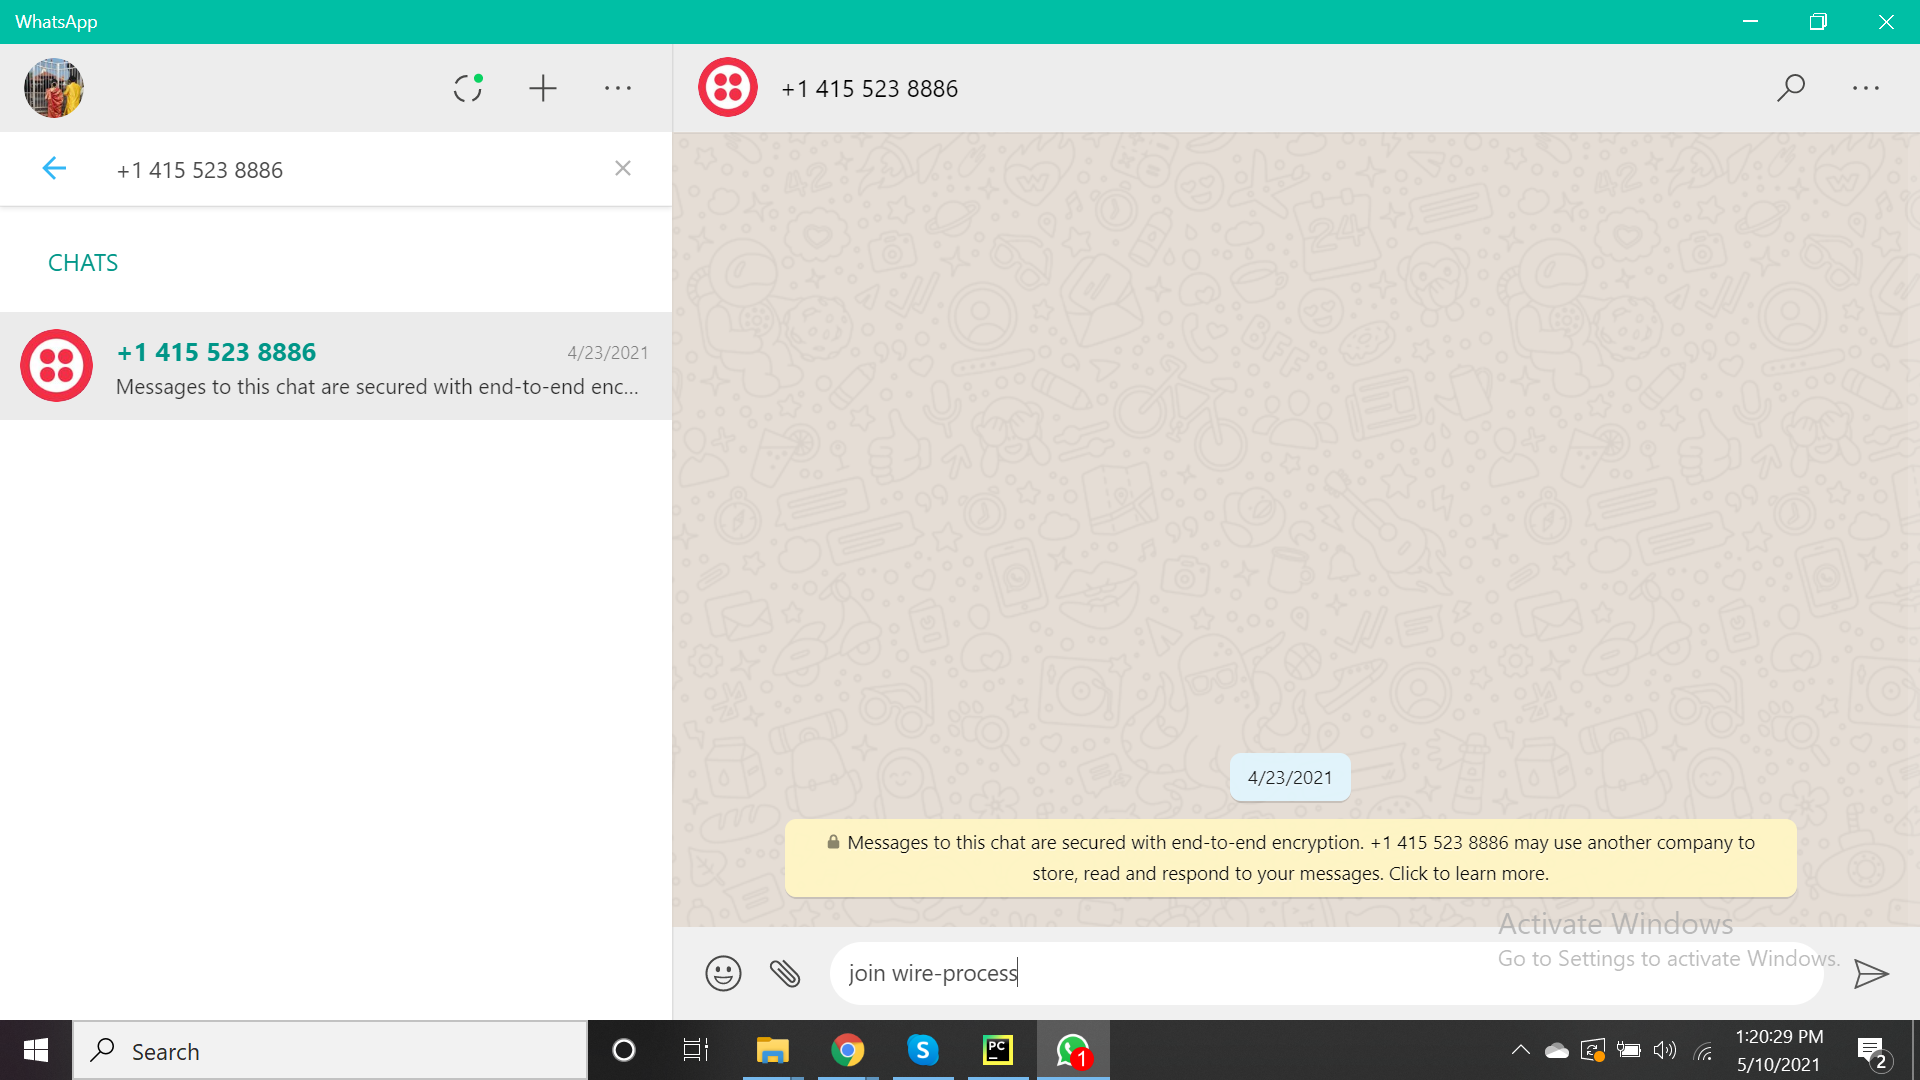 WhatsApp
+1 415 523 8886
+1 415 523 8886
CHATS
+1 415 523 8886
4/23/2021
Messages to this chat are secured with end-to-end enc...
4/23/2021
Messages to this chat are secured with end-to-end encryption. +1 415 523 8886 may use another company to
store, read and respond to your messages. Click to learn more.
Activate Windows
Go to Settings to activate Windows.
join wire-process
Search
S
PC
1
1:20:29 PM
5/10/2021
2